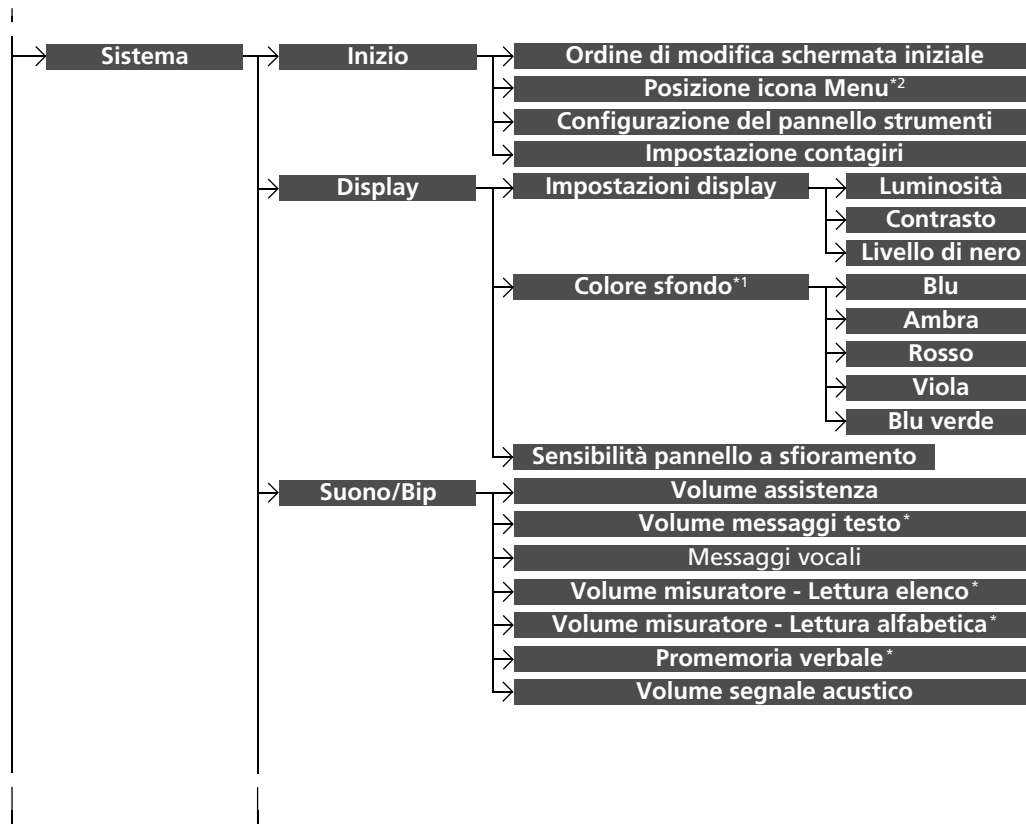 Sistema
Inizio
Ordine di modifica schermata iniziale
Posizione icona Menu*2
Configurazione del pannello strumenti
Impostazione contagiri
Display
Impostazioni display
Luminosità
Contrasto
Livello di nero
Colore sfondo*1
Blu
Ambra
Rosso
Viola
Blu verde
Sensibilità pannello a sfioramento
Suono/Bip
Volume assistenza
Volume messaggi testo*
Messaggi vocali
Volume misuratore - Lettura elenco*
Volume misuratore - Lettura alfabetica*
Promemoria verbale*
Volume segnale acustico